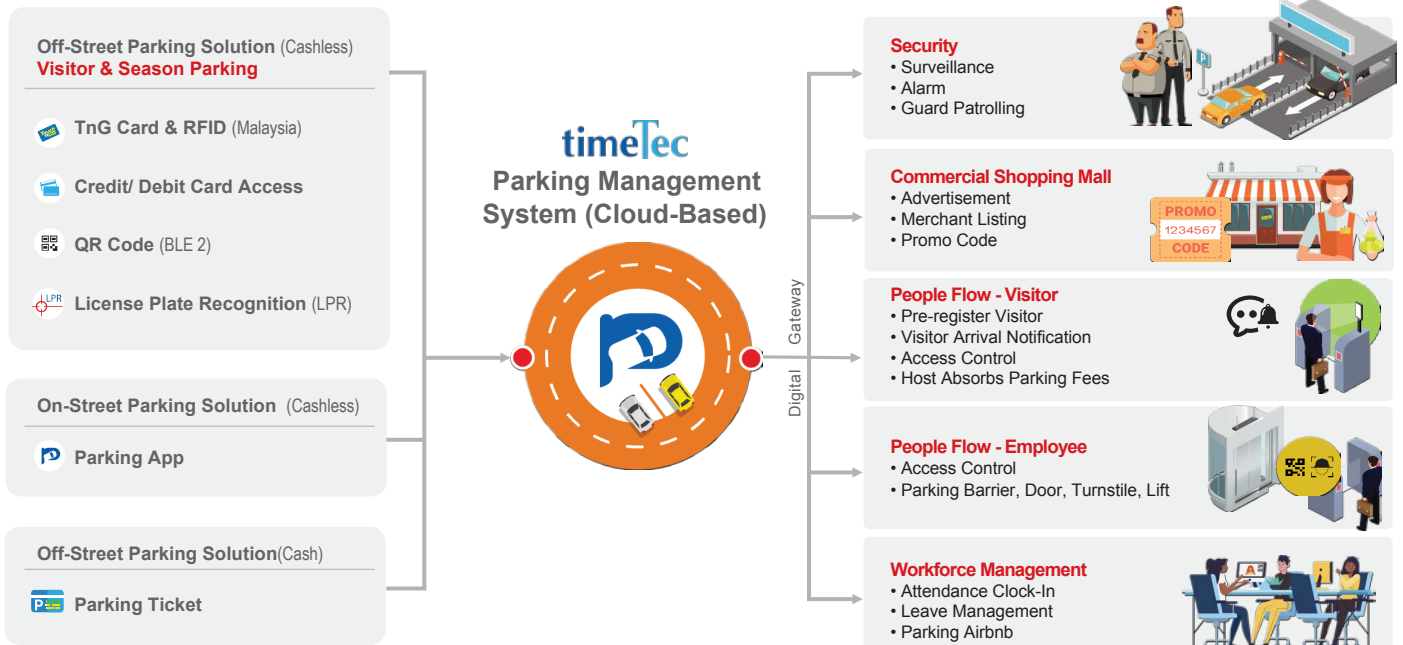 Off-Street Parking Solution (Cashless)
Visitor & Season Parking
TnG Card & RFID (Malaysia)
Credit/ Debit Card Access
QR Code (BLE 2)
LPR
License Plate Recognition (LPR)
On-Street Parking Solution (Cashless)
Parking App
Off-Street Parking Solution(Cash)
P
Parking Ticket
timeTec
Parking Management
System (Cloud-Based)
Digital Gateway
Security
• Surveillance
• Alarm
• Guard Patrolling
P
Commercial Shopping Mall
• Advertisement
• Merchant Listing
• Promo Code
PROMO
1234567
CODE
People Flow - Visitor
• Pre-register Visitor
• Visitor Arrival Notification
• Access Control
• Host Absorbs Parking Fees
People Flow - Employee
• Access Control
• Parking Barrier, Door, Turnstile, Lift
Workforce Management
• Attendance Clock-In
• Leave Management
• Parking Airbnb